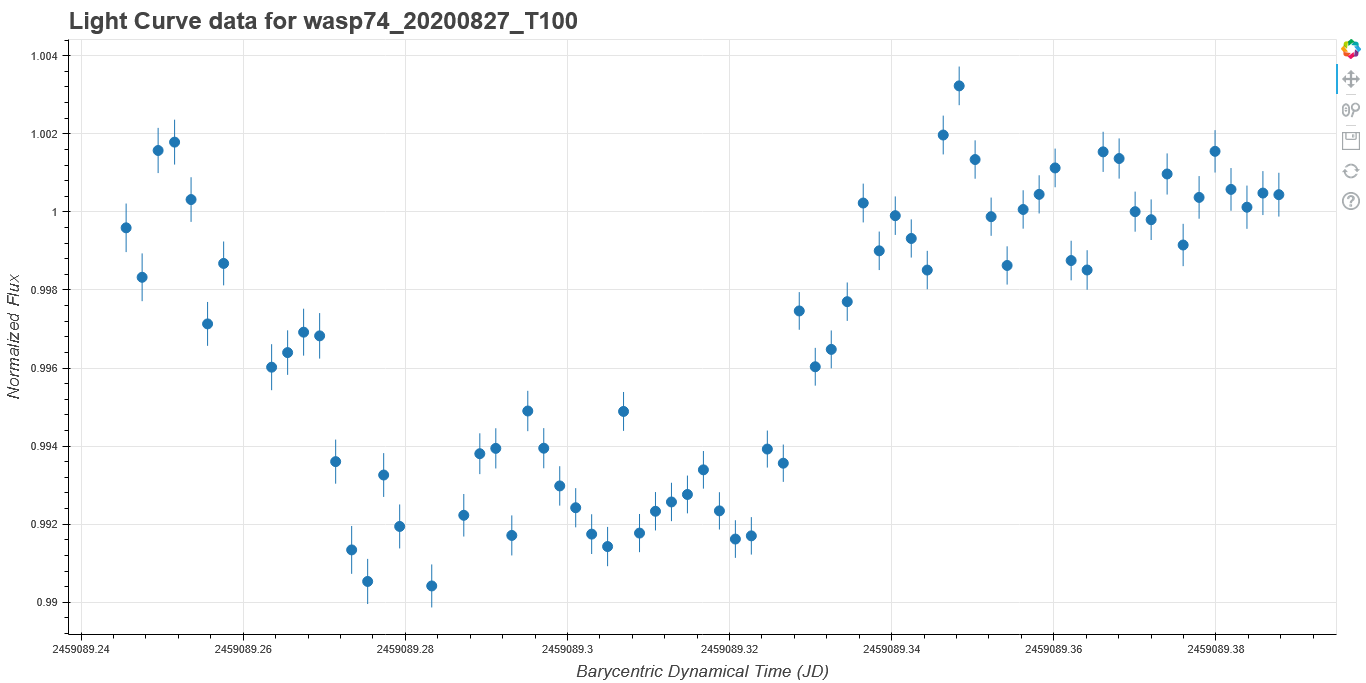 Light Curve data for wasp74_20200827_T100
1.004
1.002
1
0.998
0.996
0.994
0.992
0.99
Normalized Flux
2459089.24 2459089.26 2459089.28 2459089.3 2459089.32 2459089.34 2459089.36 2459089.38
Barycentric Dynamical Time (JD)